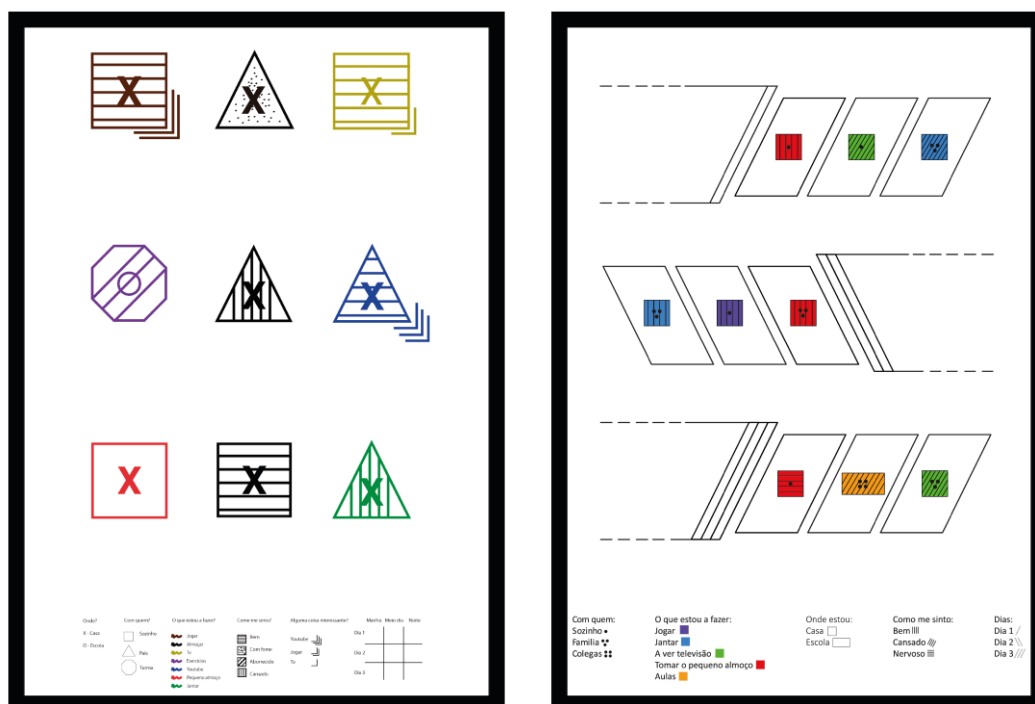 X X X
X X
X X X
Onde?
X - Casa
O - Escola
Com quem?
Sozinho
Pais
Turma
O que estou a fazer?
Jogar
Almoçar
Tv
Exercícios
Youtube
Pequeno almoço
Jantar
Como me sinto?
Bem
Com fome
Aborrecido
Cansado
Alguma coisa interessante?
Youtube
Jogar
Tv
Manha Meio dia Noite
Dia 1
Dia 2
Dia 3
Com quem:
Sozinho
Familia
Colegas
O que estou a fazer:
Jogar
Jantar
A ver televisão
Tomar o pequeno almoço
Aulas
Onde estou:
Casa
Escola
Como me sinto:
Bem
Cansado
Nervoso
Dias:
Dia 1
Dia 2
Dia 3